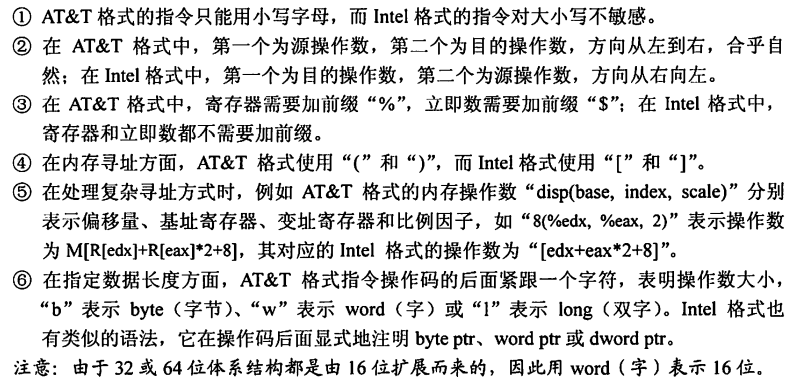 ① AT&T 格式的指令只能用小写字母，而 Intel 格式的指令对大小写不敏感。
② 在 AT&T 格式中，第一个为源操作数，第二个为目的操作数，方向从左到右，合乎自
然；在 Intel 格式中，第一个为目的操作数，第二个为源操作数，方向从右向左。
③ 在 AT&T 格式中，寄存器需要加前缀“%”，立即数需要加前缀“$”；在 Intel 格式中，
寄存器和立即数都不需要加前缀。
④ 在内存寻址方面，AT&T 格式使用“(”和“)”，而 Intel 格式使用“[”和“]”。
⑤ 在处理复杂寻址方式时，例如 AT&T 格式的内存操作数“disp(base, index, scale)”分别
表示偏移量、基址寄存器、变址寄存器和比例因子，如“8(%edx, %eax, 2)”表示操作数
为 M[R[edx]+R[eax]*2+8]，其对应的 Intel 格式的操作数为“[edx+eax*2+8]”。
⑥ 在指定数据长度方面，AT&T 格式指令操作码的后面紧跟一个字符，表明操作数大小，
“b”表示 byte（字节）、“w”表示 word（字）或“l”表示 long（双字）。Intel 格式也
有类似的语法，它在操作码后面显式地注明 byte ptr、word ptr 或 dword ptr。
注意：由于 32 或 64 位体系结构都是由 16 位扩展而来的，因此用 word（字）表示 16 位。